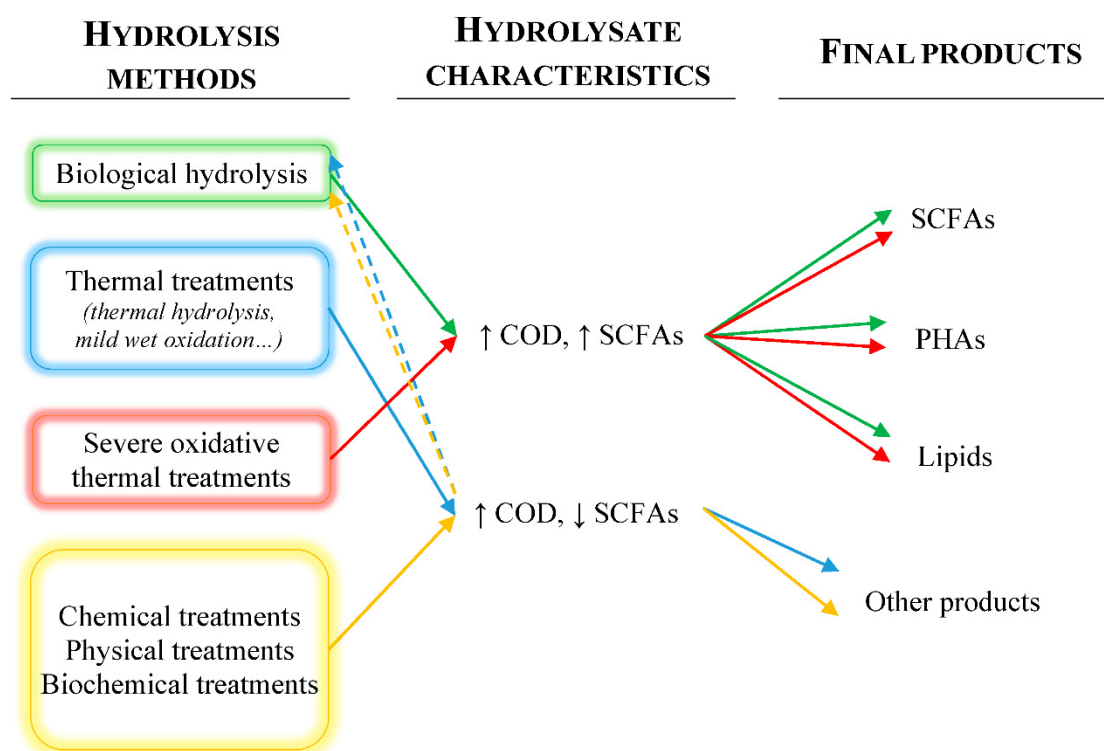 HYDROLYSIS
METHODS
HYDROLYSATE
CHARACTERISTICS
FINAL PRODUCTS
Biological hydrolysis
Thermal treatments
(thermal hydrolysis,
mild wet oxidation…)
Severe oxidative
thermal treatments
Chemical treatments
Physical treatments
Biochemical treatments
↑ COD, ↑ SCFAs
↑ COD, ↓ SCFAs
SCFAs
PHAs
Lipids
Other products